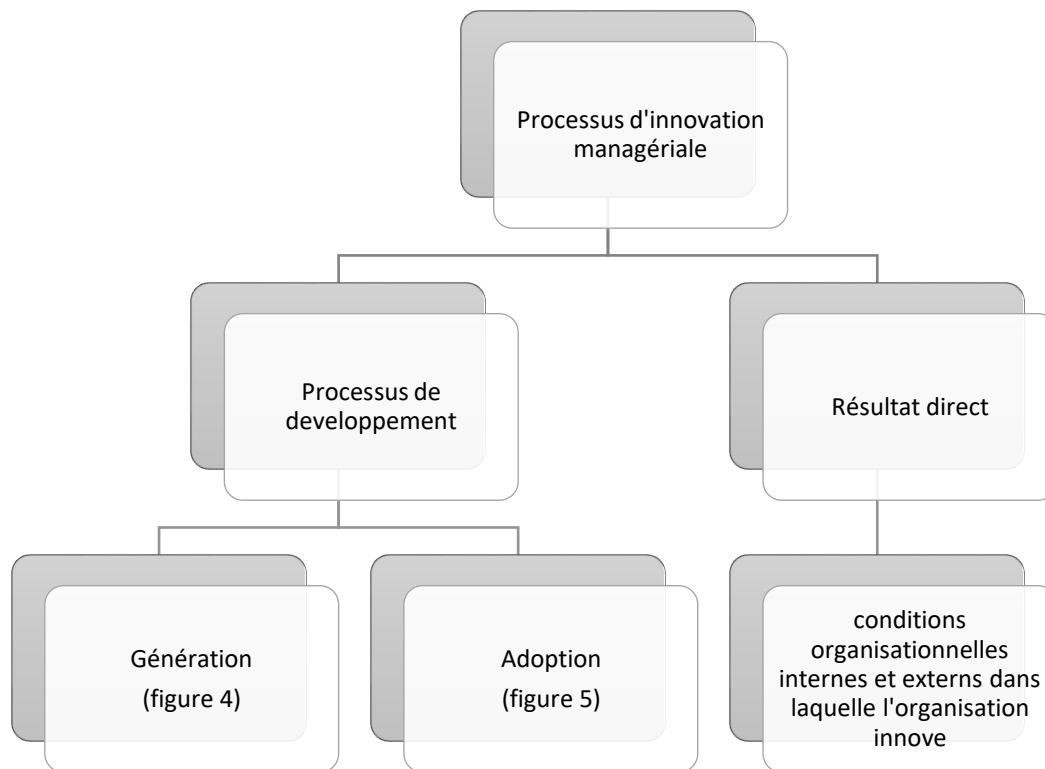 Processus d'innovation
managériale
Processus de
developpement
Résultat direct
Génération
(figure 4)
Adoption
(figure 5)
conditions
organisationnelles
internes et externs dans
laquelle l'organisation
innove